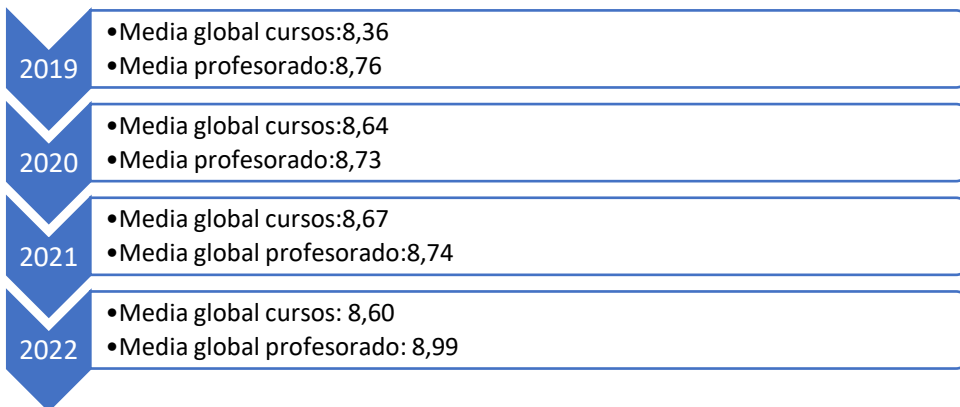 2019
•Media global cursos:8,36
•Media profesorado:8,76
2020
•Media global cursos:8,64
•Media profesorado:8,73
2021
•Media global cursos:8,67
•Media global profesorado:8,74
2022
•Media global cursos: 8,60
•Media global profesorado: 8,99